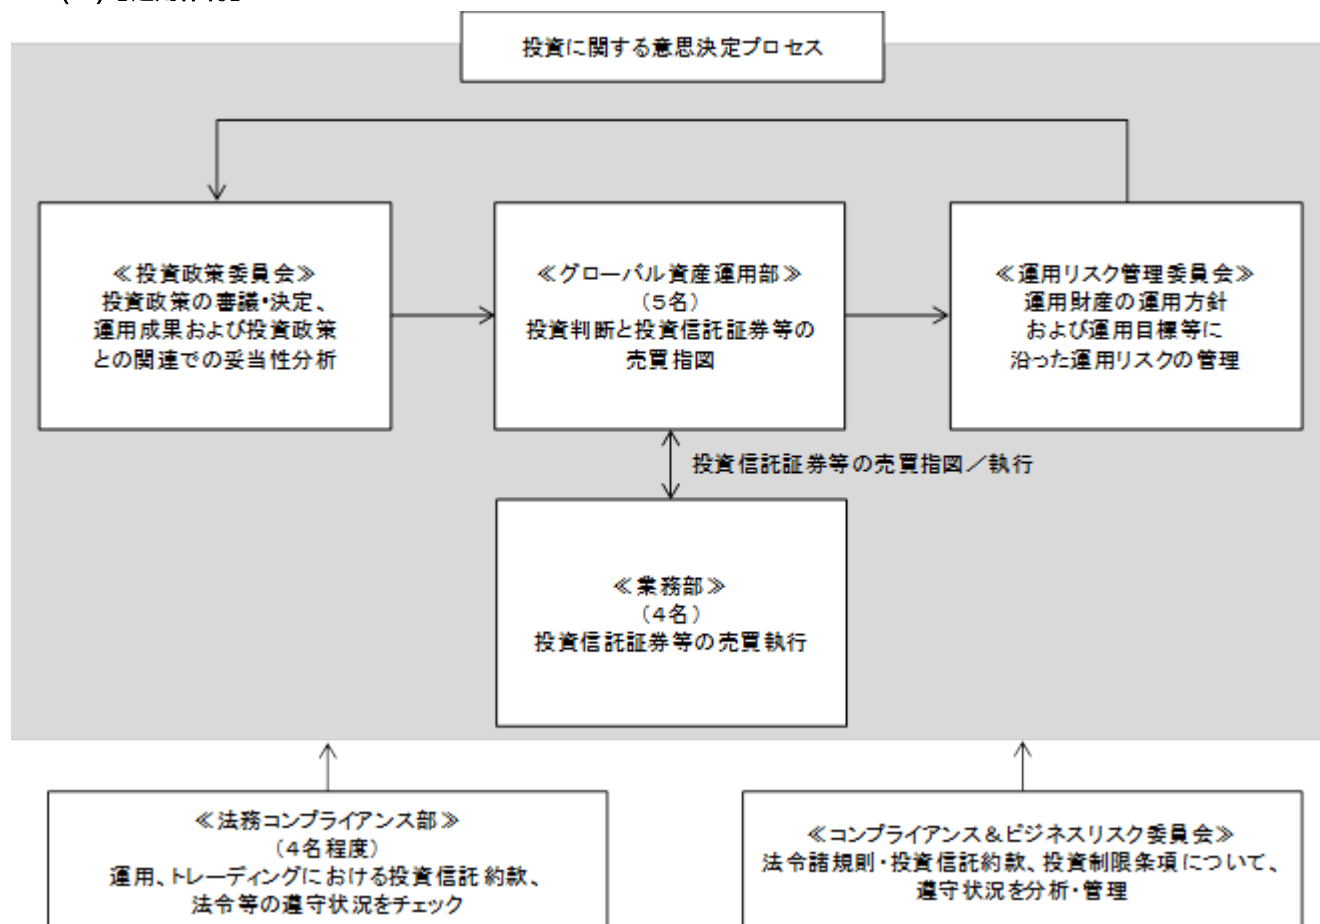 投資に関する意思決定プロセス
≪投資政策委員会≫
投資政策の審議・決定、
運用成果および投資政策
との関連での妥当性分析
≪グローバル資産運用部≫
（5名）
投資判断と投資信託証券等の
売買指図
≪運用リスク管理委員会≫
運用財産の運用方針
および運用目標等に
沿った運用リスクの管理
投資信託証券等の売買指図／執行
≪業務部≫
（4名）
投資信託証券等の売買執行
≪法務コンプライアンス部≫
（4名程度）
運用、トレーディングにおける投資信託約款、
法令等の遵守状況をチェック
≪コンプライアンス＆ビジネスリスク委員会≫
法令諸規則・投資信託約款、投資制限条項について、
遵守状況を分析・管理